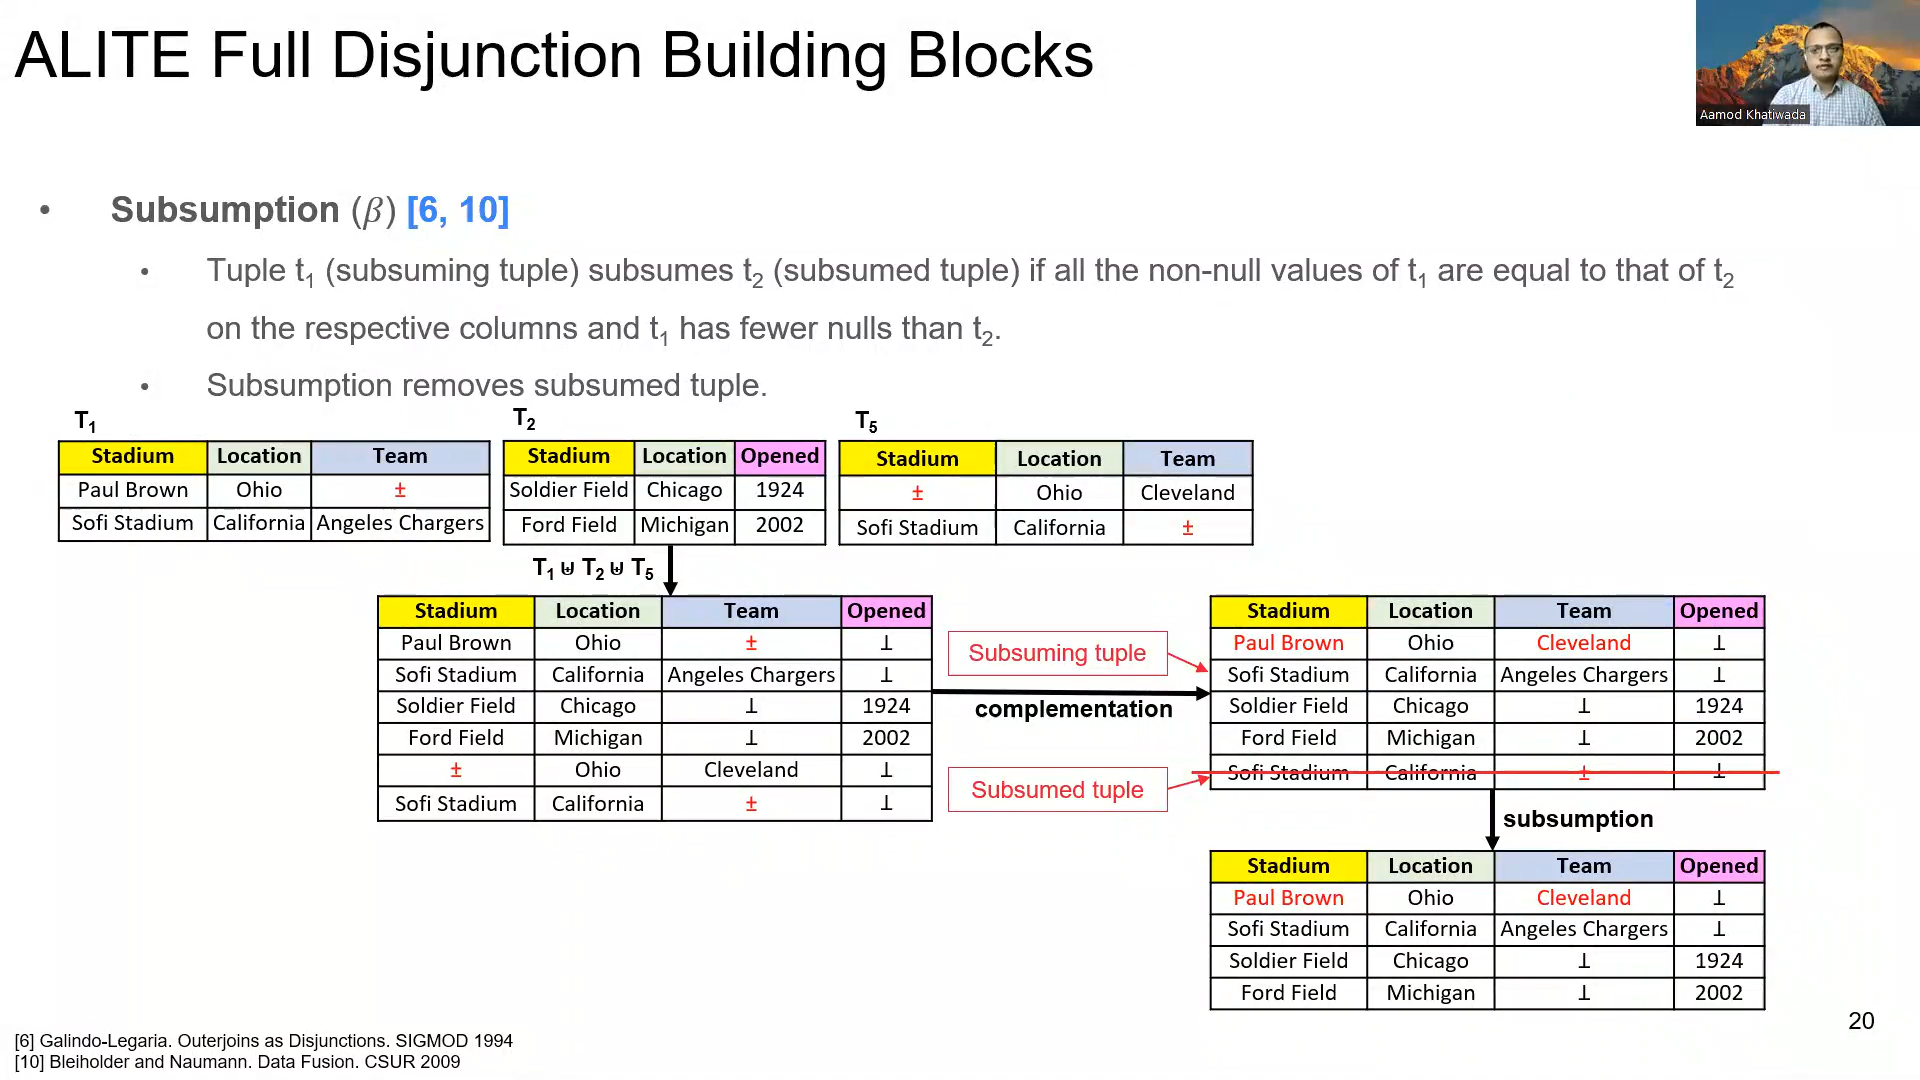 ALITE Full Disjunction Building Blocks
Aamod Khatiwada
• Subsumption (β) [6, 10]
• Tuple t1 (subsuming tuple) subsumes t2 (subsumed tuple) if all the non-null values of t1 are equal to that of t2
on the respective columns and t1 has fewer nulls than t2.
• Subsumption removes subsumed tuple.
T1
Stadium Location Team
Paul Brown Ohio ±
Sofi Stadium California Angeles Chargers
T2
Stadium Location Opened
Soldier Field Chicago 1924
Ford Field Michigan 2002
T5
Stadium Location Team
± Ohio Cleveland
Sofi Stadium California ±
T1 ⊎ T2 ⊎ T5
Stadium Location Team Opened
Paul Brown Ohio ± ⊥
Sofi Stadium California Angeles Chargers ⊥
Soldier Field Chicago ⊥ 1924
Ford Field Michigan ⊥ 2002
± Ohio Cleveland ⊥
Sofi Stadium California ± ⊥
Subsuming tuple
complementation
Subsumed tuple
Stadium Location Team Opened
Paul Brown Ohio Cleveland ⊥
Sofi Stadium California Angeles Chargers ⊥
Soldier Field Chicago ⊥ 1924
Ford Field Michigan ⊥ 2002
Sofi Stadium California ± ⊥
subsumption
Stadium Location Team Opened
Paul Brown Ohio Cleveland ⊥
Sofi Stadium California Angeles Chargers ⊥
Soldier Field Chicago ⊥ 1924
Ford Field Michigan ⊥ 2002
20
[6] Galindo-Legaria. Outerjoins as Disjunctions. SIGMOD 1994
[10] Bleiholder and Naumann. Data Fusion. CSUR 2009